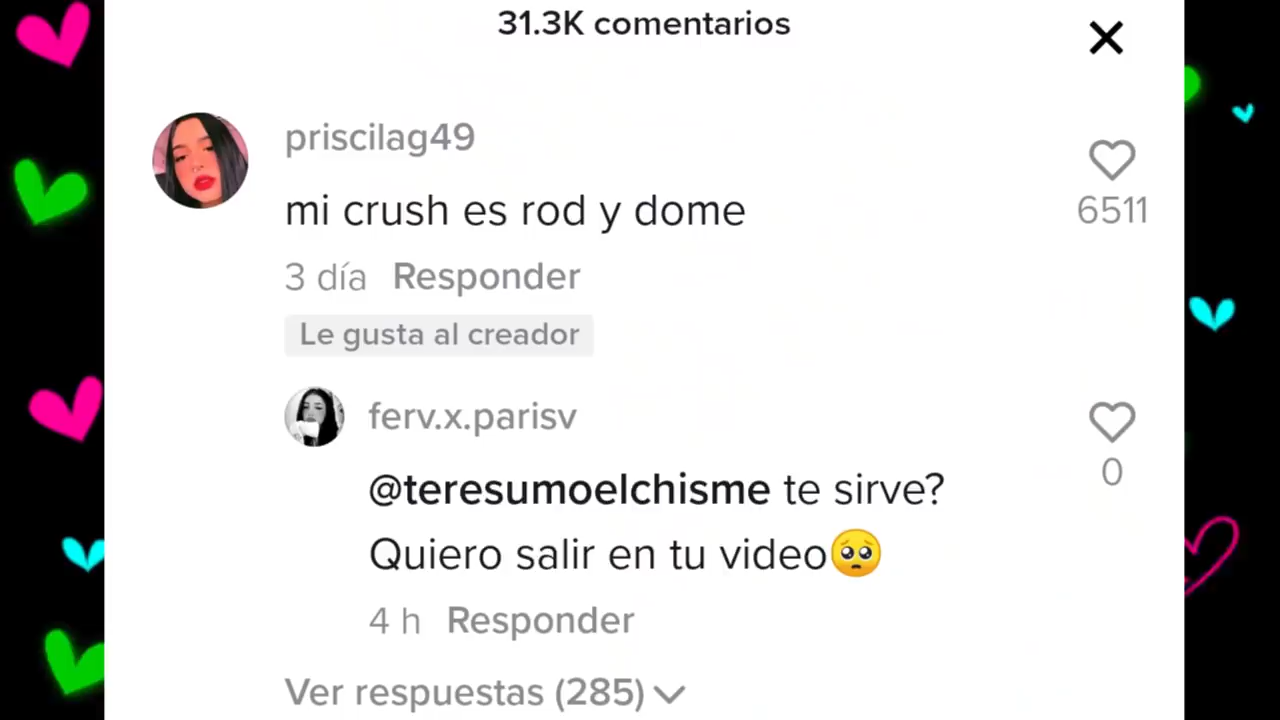 31.3K comentarios
priscilag49
mi crush es rod y dome
6511
3 día Responder
Le gusta al creador
ferv.x.parisv
@teresumoelchisme te sirve?
0
Quiero salir en tu video🥺
4 h Responder
Ver respuestas (285)